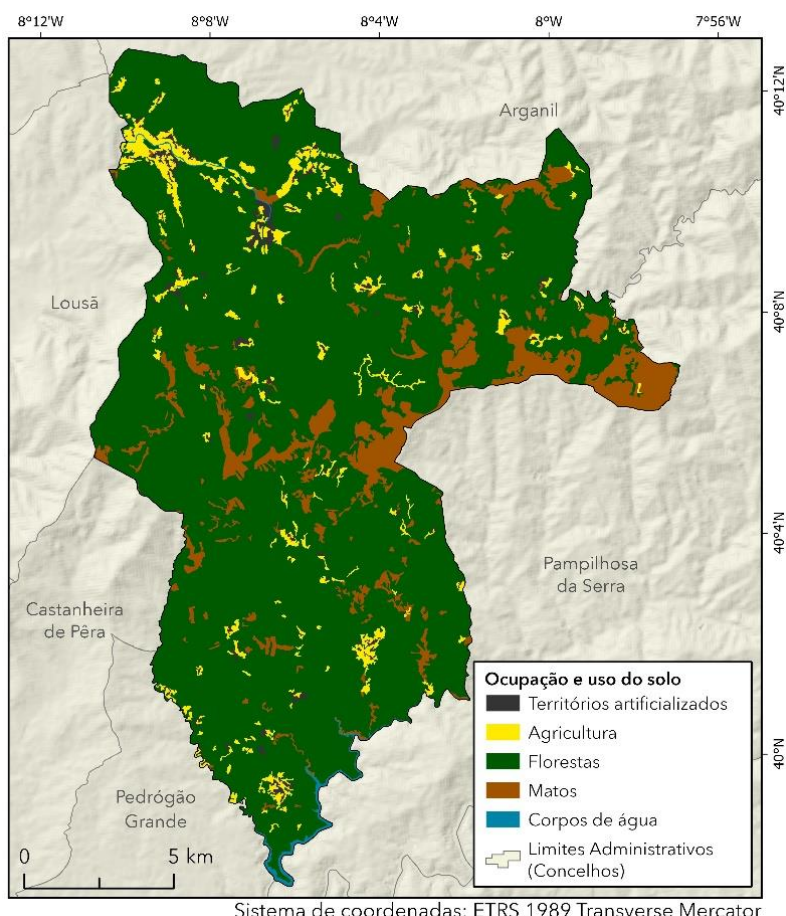 8°12'W 8°8'W 8°4'W 8°W 7°56'W
40°12'N
Arganil
Lousã
40°8'N
40°4'N
Pampilhosa
da Serra
Castanheira
de Pêra
40°N
Pedrógão
Grande
Ocupação e uso do solo
Territórios artificializados
Agricultura
Florestas
Matos
Corpos de água
Limites Administrativos
(Concelhos)
0 5 km
Sistema de coordenadas: ETRS 1989 Transverse Mercator